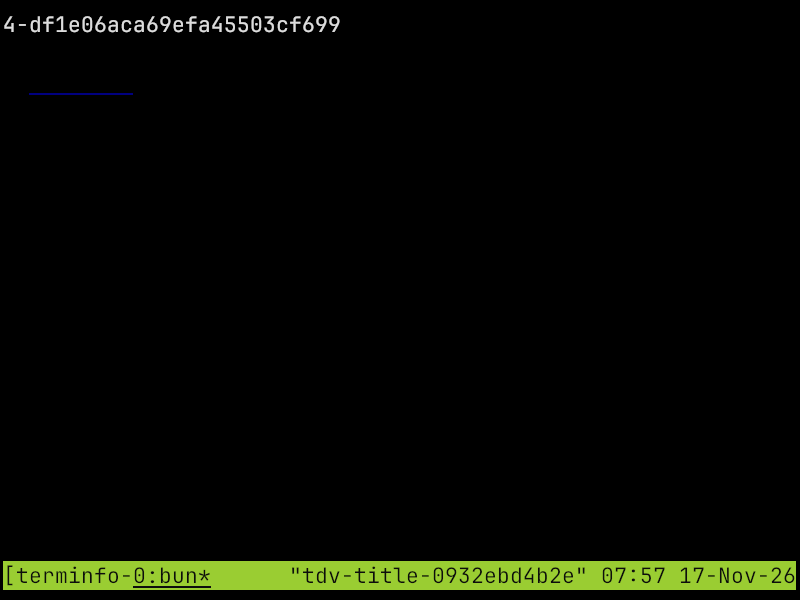 4-df1e06aca69efa45503cf699
[terminfo-0:bun*      "tdv-title-0932ebd4b2e" 07:57 17-Nov-26